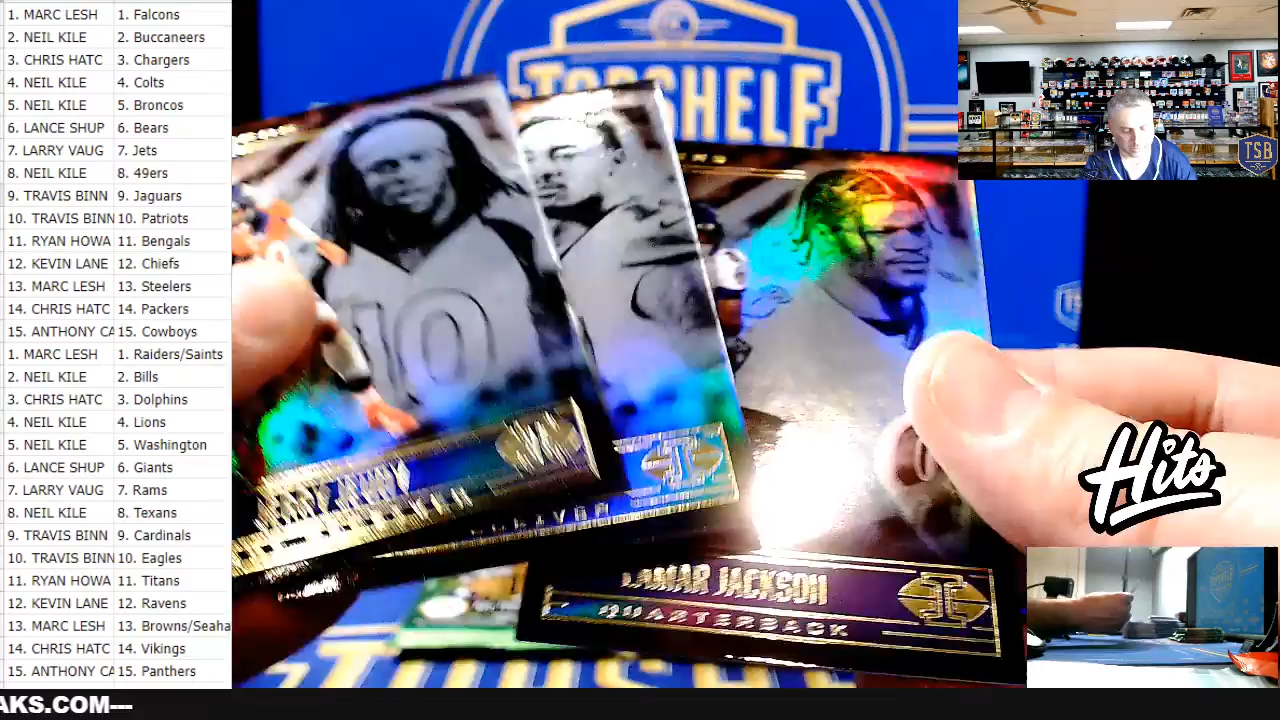 1. MARC LESH 1. Falcons
2. NEIL KILE 2. Buccaneers
3. CHRIS HATC 3. Chargers
4. NEIL KILE 4. Colts
5. NEIL KILE 5. Broncos
6. LANCE SHUP 6. Bears
7. LARRY VAUG 7. Jets
8. NEIL KILE 8. 49ers
9. TRAVIS BINN 9. Jaguars
10. TRAVIS BINN 10. Patriots
11. RYAN HOWA 11. Bengals
12. KEVIN LANE 12. Chiefs
13. MARC LESH 13. Steelers
14. CHRIS HATC 14. Packers
15. ANTHONY CA 15. Cowboys
1. MARC LESH 1. Raiders/Saints
2. NEIL KILE 2. Bills
3. CHRIS HATC 3. Dolphins
4. NEIL KILE 4. Lions
5. NEIL KILE 5. Washington
6. LANCE SHUP 6. Giants
7. LARRY VAUG 7. Rams
8. NEIL KILE 8. Texans
9. TRAVIS BINN 9. Cardinals
10. TRAVIS BINN 10. Eagles
11. RYAN HOWA 11. Titans
12. KEVIN LANE 12. Ravens
13. MARC LESH 13. Browns/Seaha
14. CHRIS HATC 14. Vikings
15. ANTHONY CA 15. Panthers
TOPSHELF
10
JERRY JEUDY
LAMAR JACKSON
QUARTERBACK
TSB
Hits
AKS.COM---